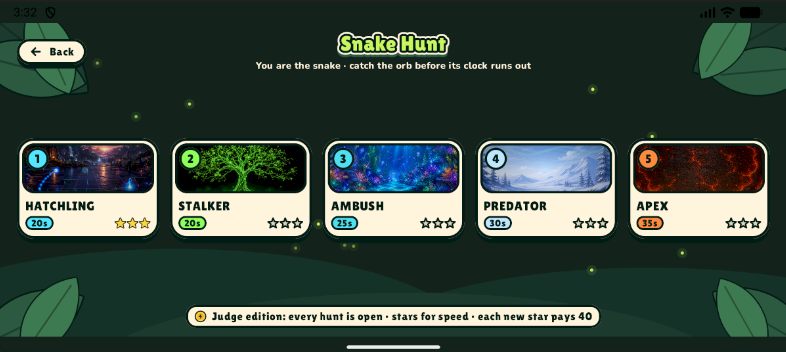 3:32
Back
Snake Hunt
You are the snake · catch the orb before its clock runs out
1
HATCHLING
20s
2
STALKER
20s
3
AMBUSH
25s
4
PREDATOR
30s
5
APEX
35s
Judge edition: every hunt is open · stars for speed · each new star pays 40